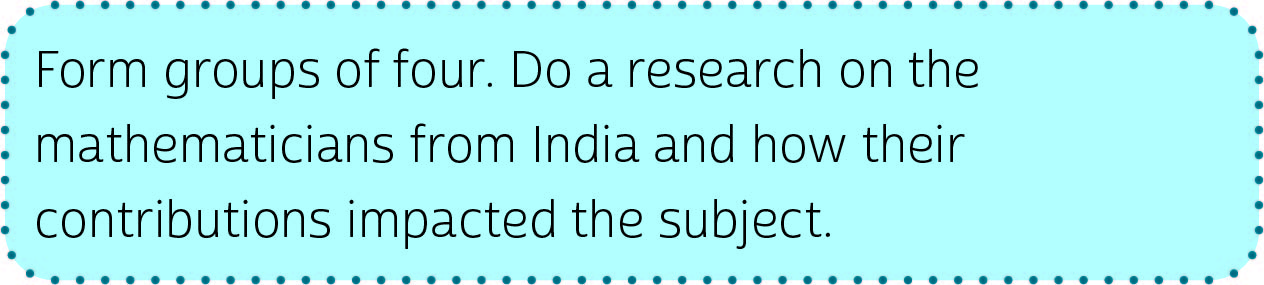 Form groups of four. Do a research on the
mathematicians from India and how their
contributions impacted the subject.